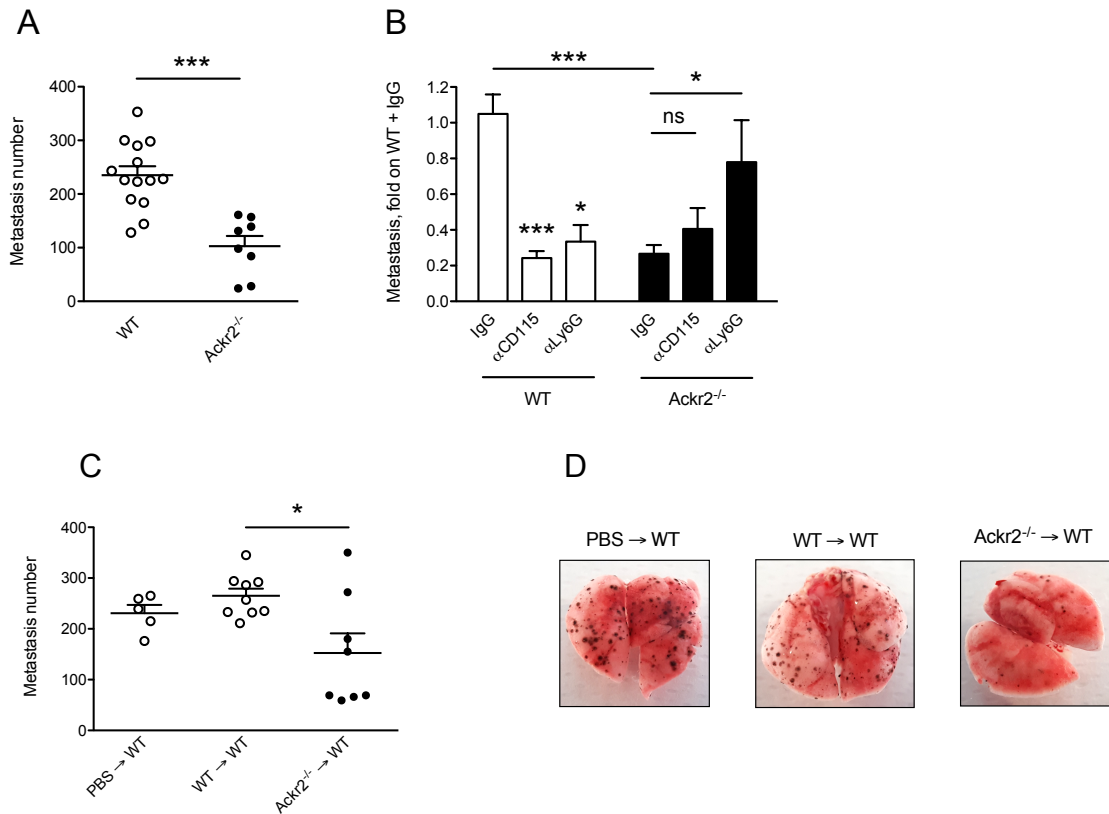 A
***
400
300
200
100
0
Metastasis number
WT
Ackr2-/-
B
***
*
ns
***
*
1.2
1.0
0.8
0.6
0.4
0.2
0.0
Metastasis, fold on WT + IgG
IgG
αCD115
αLy6G
IgG
αCD115
αLy6G
WT
Ackr2-/-
C
*
400
300
200
100
0
Metastasis number
PBS → WT
WT → WT
Ackr2-/- → WT
D
PBS → WT
WT → WT
Ackr2-/- → WT